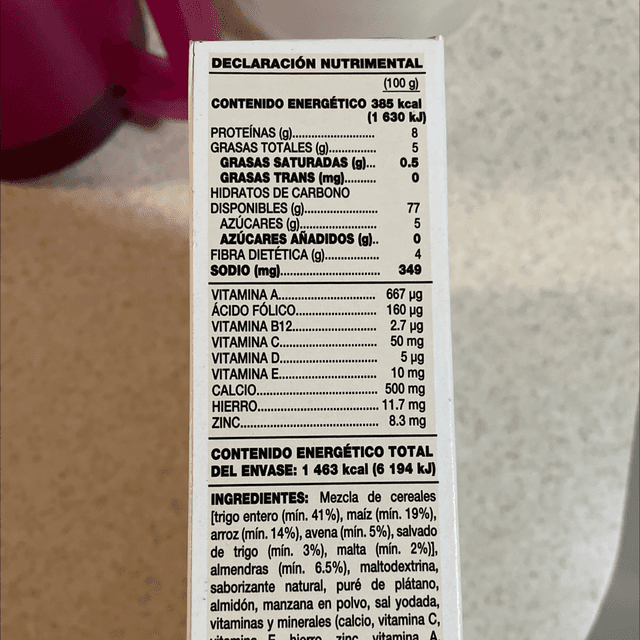 DECLARACIÓN NUTRIMENTAL
(100 g)
CONTENIDO ENERGÉTICO 385 kcal
(1 630 kJ)
PROTEÍNAS (g)........................ 8
GRASAS TOTALES (g)............... 5
GRASAS SATURADAS (g)... 0.5
GRASAS TRANS (mg)......... 0
HIDRATOS DE CARBONO
DISPONIBLES (g)..................... 77
AZÚCARES (g)...................... 5
AZÚCARES AÑADIDOS (g).. 0
FIBRA DIETÉTICA (g)................ 4
SODIO (mg)............................. 349
VITAMINA A............................. 667 µg
ÁCIDO FÓLICO........................ 160 µg
VITAMINA B12......................... 2.7 µg
VITAMINA C............................. 50 mg
VITAMINA D............................. 5 µg
VITAMINA E............................. 10 mg
CALCIO.................................... 500 mg
HIERRO.................................... 11.7 mg
ZINC......................................... 8.3 mg
CONTENIDO ENERGÉTICO TOTAL
DEL ENVASE: 1 463 kcal (6 194 kJ)
INGREDIENTES: Mezcla de cereales
[trigo entero (mín. 41%), maíz (mín. 19%),
arroz (mín. 14%), avena (mín. 5%), salvado
de trigo (mín. 3%), malta (mín. 2%)],
almendras (mín. 6.5%), maltodextrina,
saborizante natural, puré de plátano,
almidón, manzana en polvo, sal yodada,
vitaminas y minerales (calcio, vitamina C,
vitamina E, hierro, zinc, vitamina A,